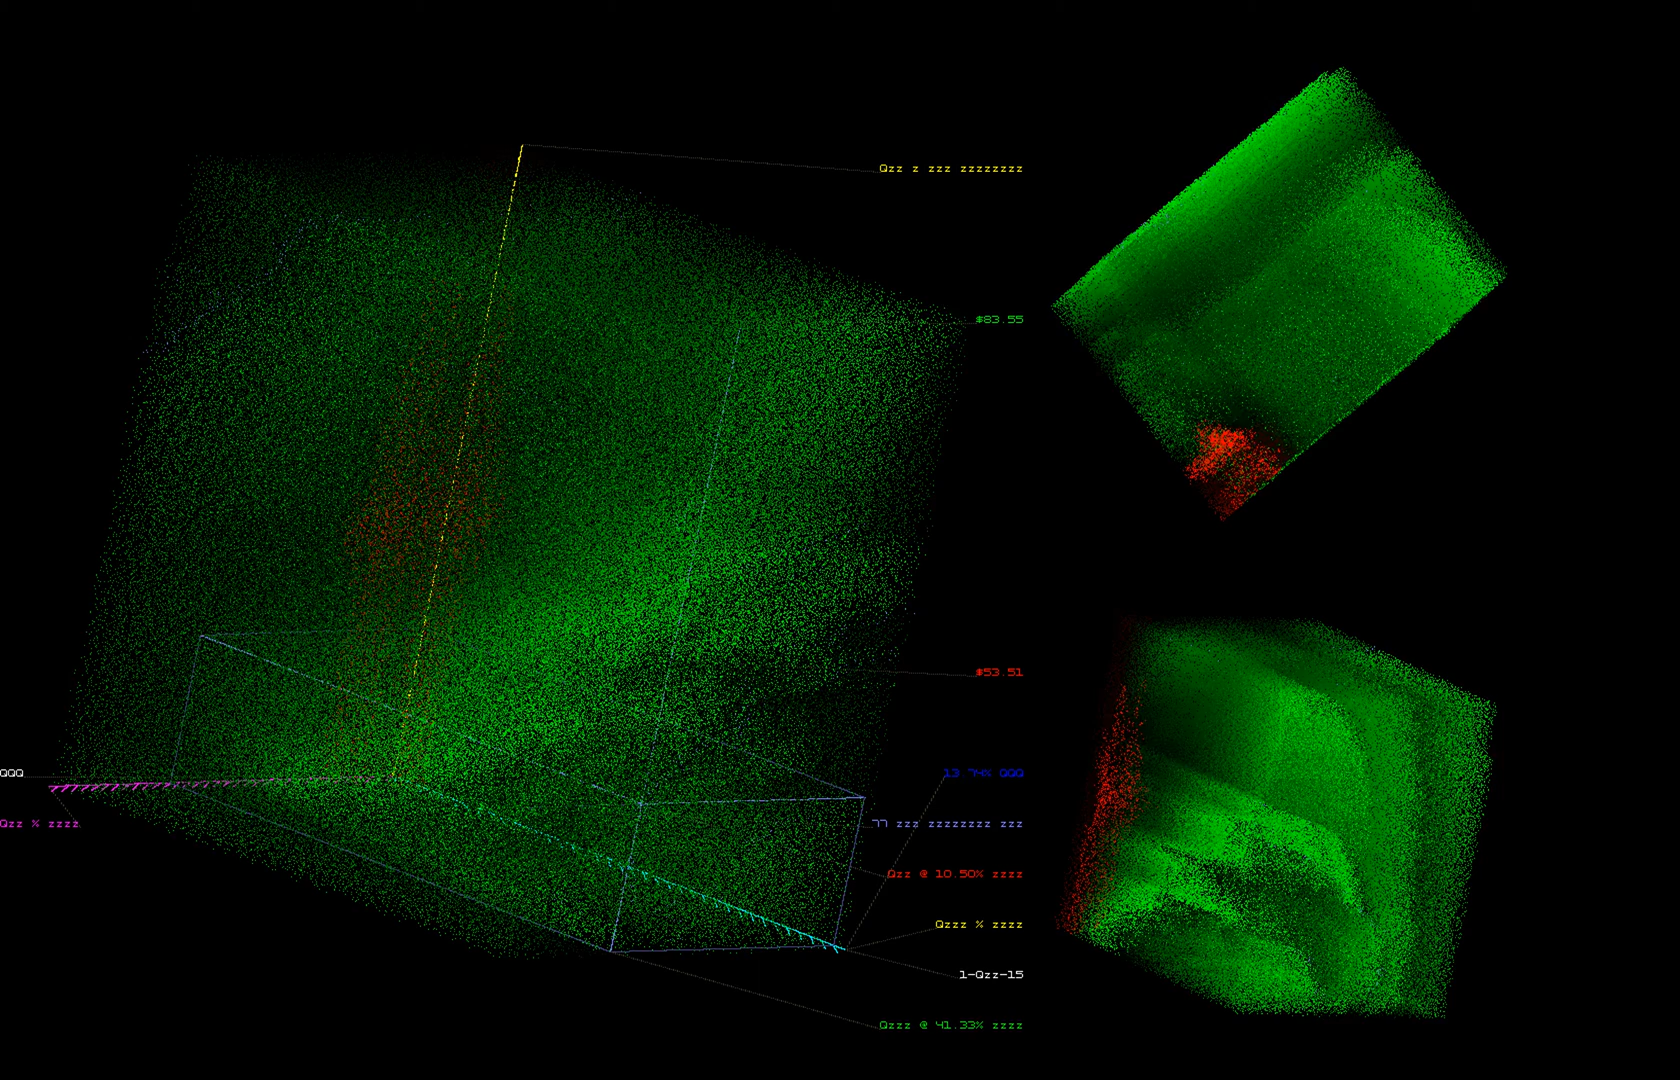 Qzz z zzz zzzzzzzz
$83.55
$53.51
QQQ
13 74% QQQ
Qzz % zzzz
77 zzz zzzzzzzz zzz
Qzz @ 10.50% zzzz
Qzzz % zzzz
1-Qzz-15
Qzzz @ 41.33% zzzz